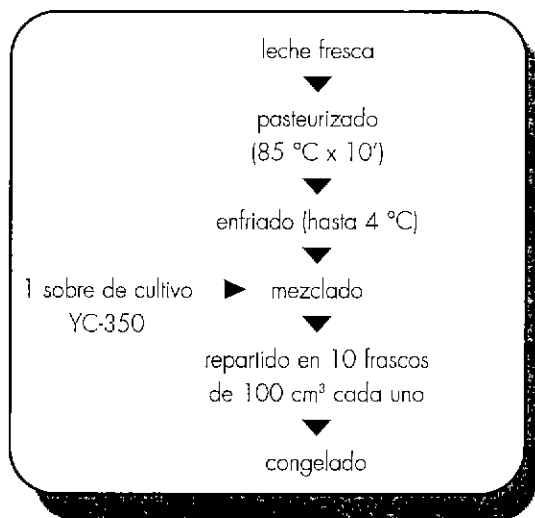 leche fresca
pasteurizado
(85 °C x 10')
enfriado (hasta 4 °C)
1 sobre de cultivo
YC-350
mezclado
repartido en 10 frascos
de 100 cm³ cada uno
congelado